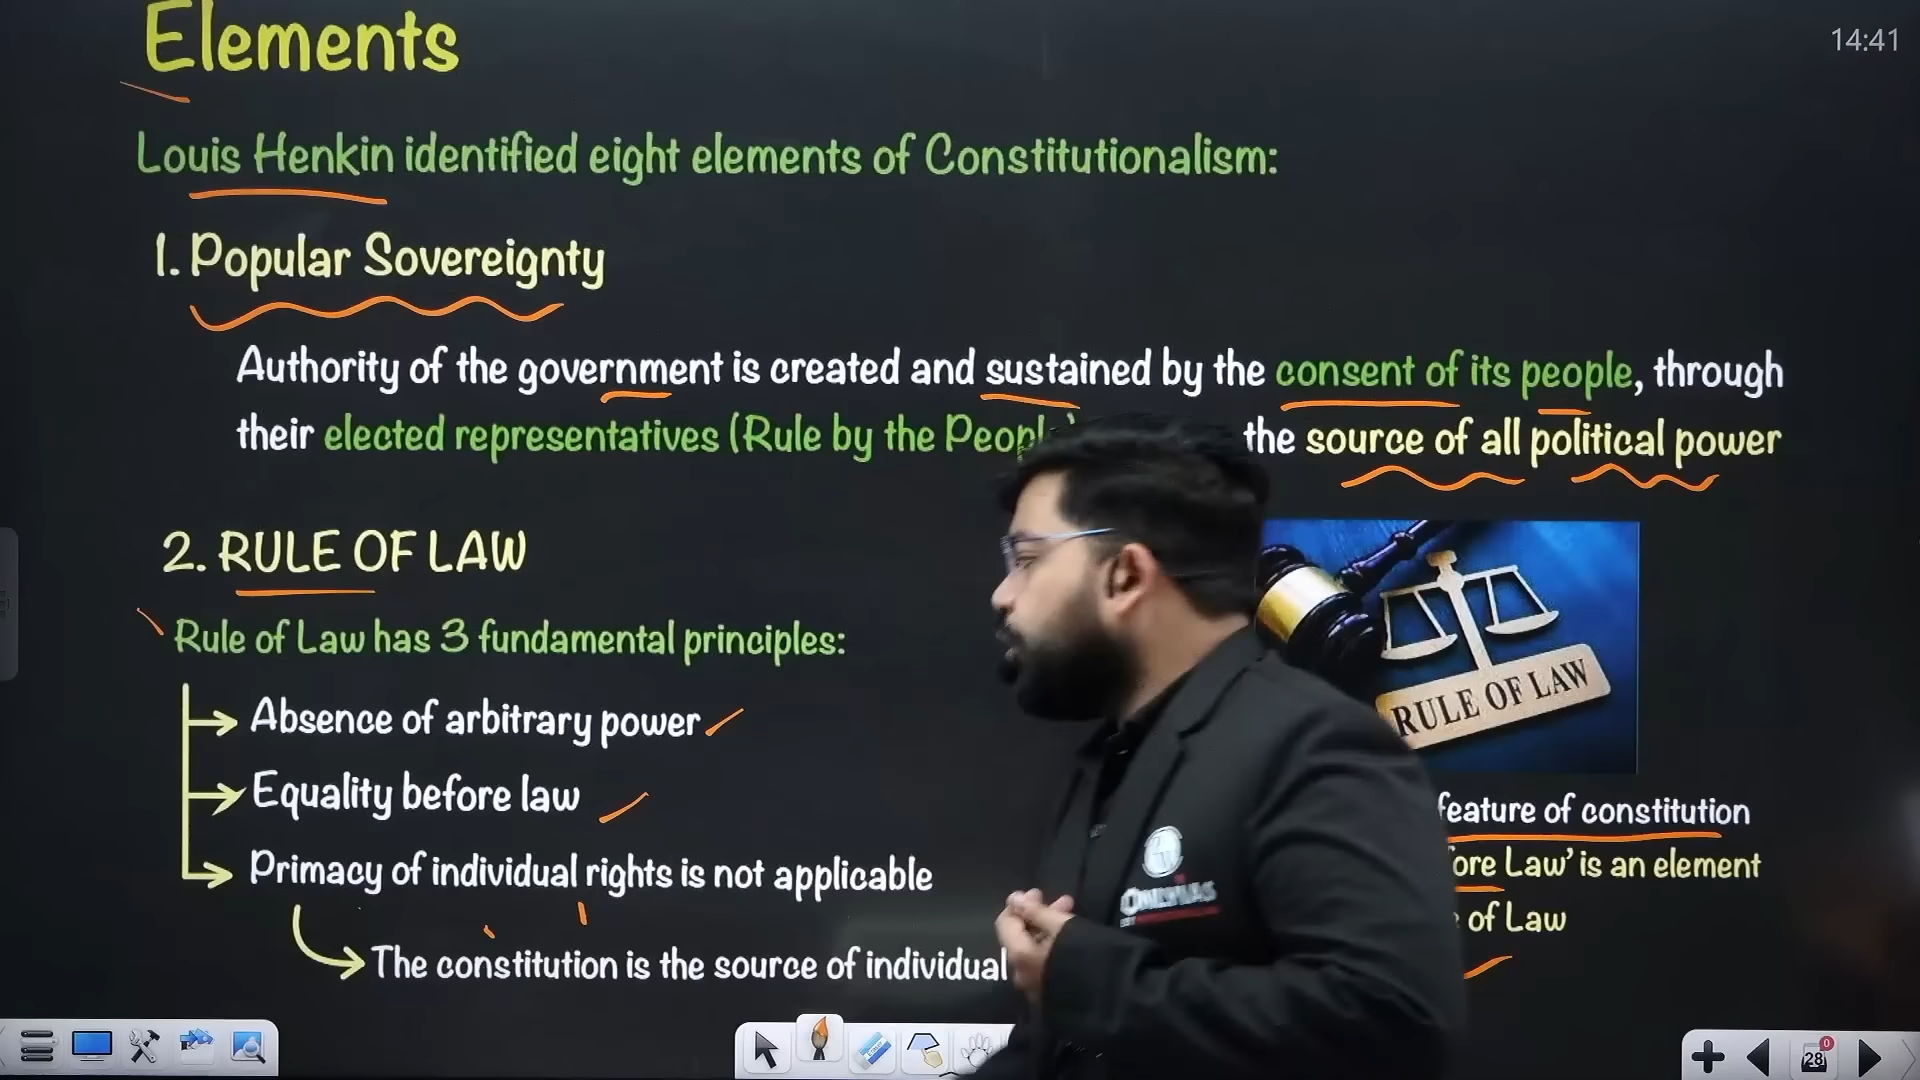 Elements
14:41
Louis Henkin identified eight elements of Constitutionalism:
1. Popular Sovereignty
Authority of the government is created and sustained by the consent of its people, through
their elected representatives (Rule by the People) the source of all political power
2. RULE OF LAW
Rule of Law has 3 fundamental principles:
Absence of arbitrary power
Equality before law
Primacy of individual rights is not applicable
The constitution is the source of individual
RULE OF LAW
feature of constitution
Law' is an element
of Law
ONLYIAS
28
0